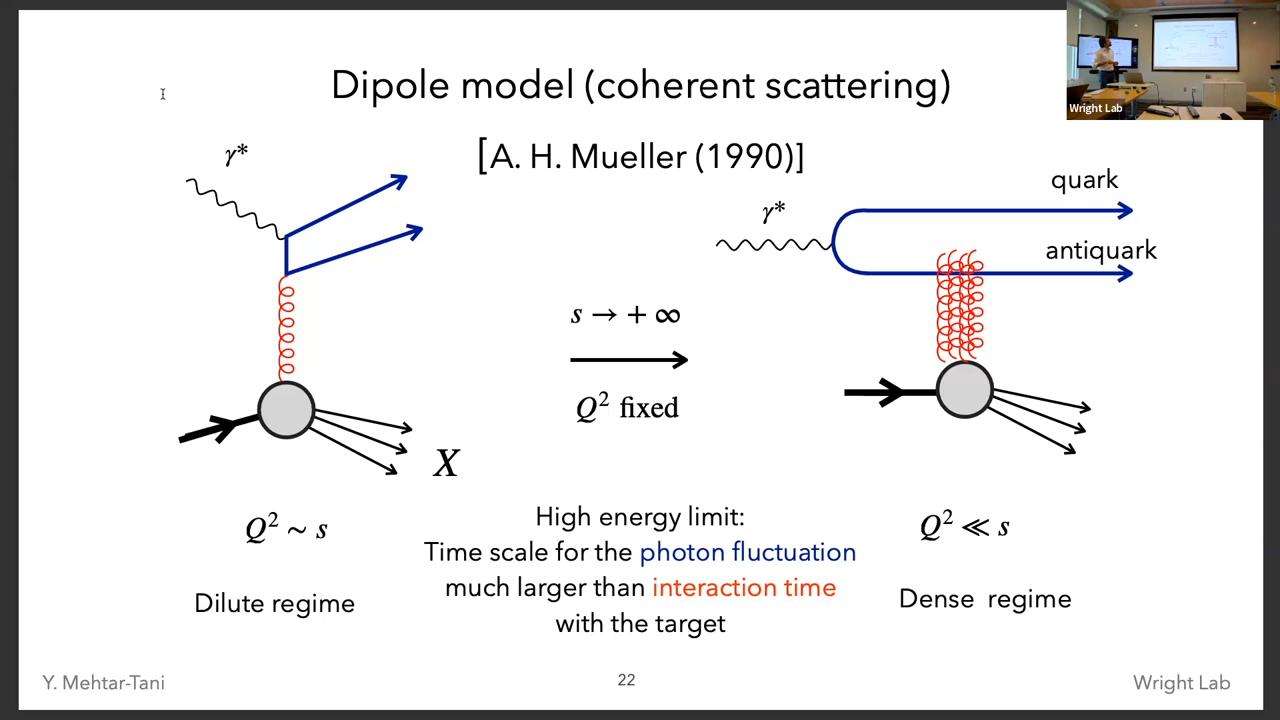 Dipole model (coherent scattering)
[A. H. Mueller (1990)]
γ*
γ*
quark
antiquark
s → + ∞
Q² fixed
X
Q² ~ s
Dilute regime
High energy limit:
Time scale for the photon fluctuation
much larger than interaction time
with the target
Q² ≪ s
Dense regime
Y. Mehtar-Tani
22
Wright Lab
Wright Lab